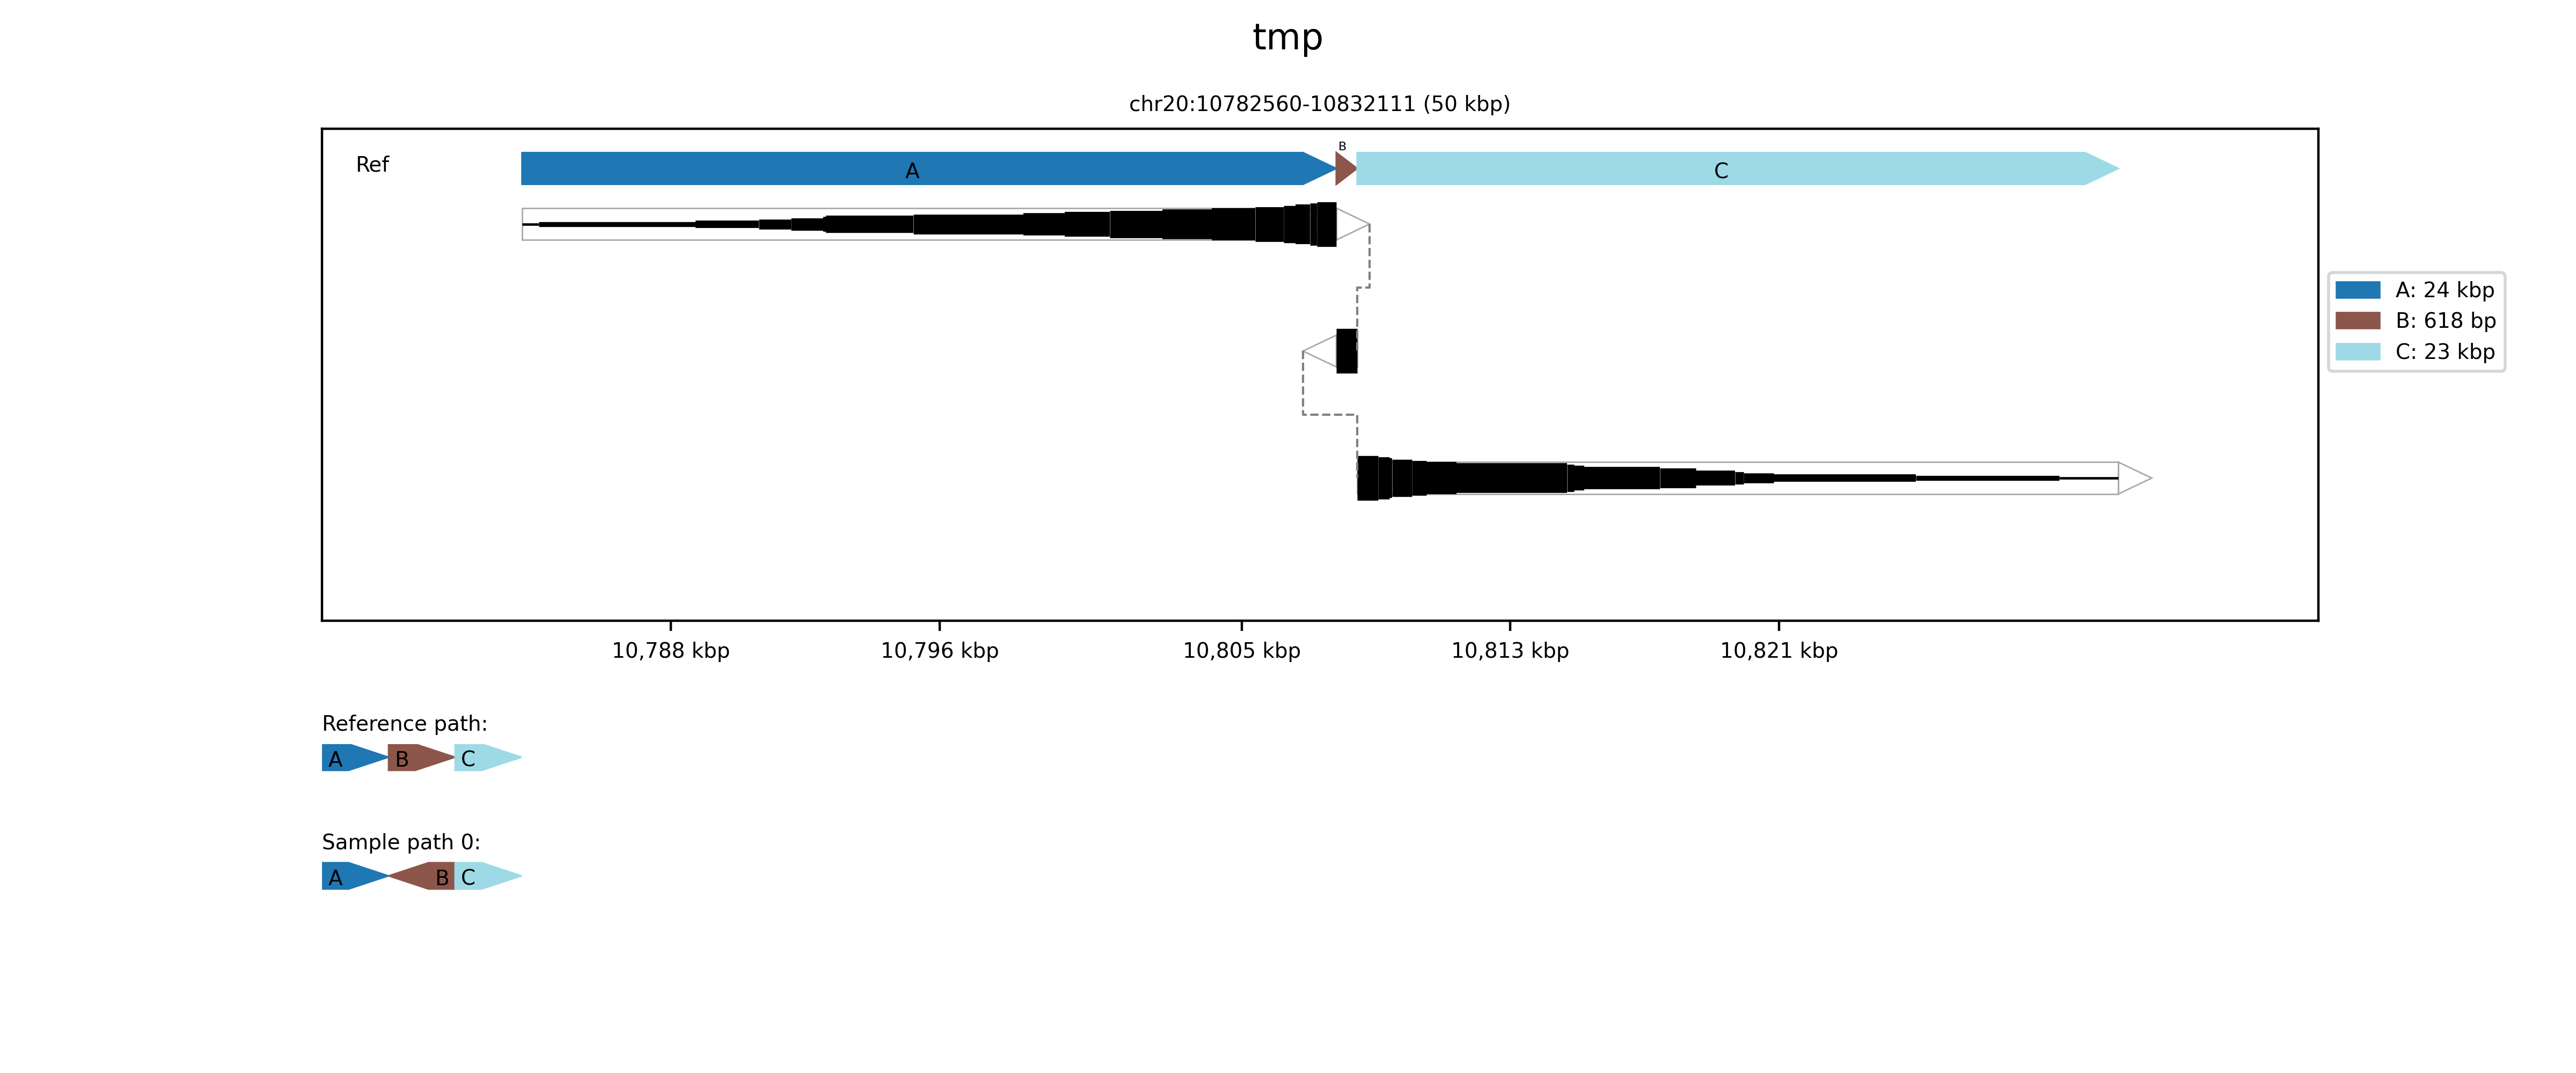 tmp
chr20:10782560-10832111 (50 kbp)
Ref
A
B
C
A: 24 kbp
B: 618 bp
C: 23 kbp
10,788 kbp 10,796 kbp 10,805 kbp 10,813 kbp 10,821 kbp
Reference path:
A B C
Sample path 0:
A B C